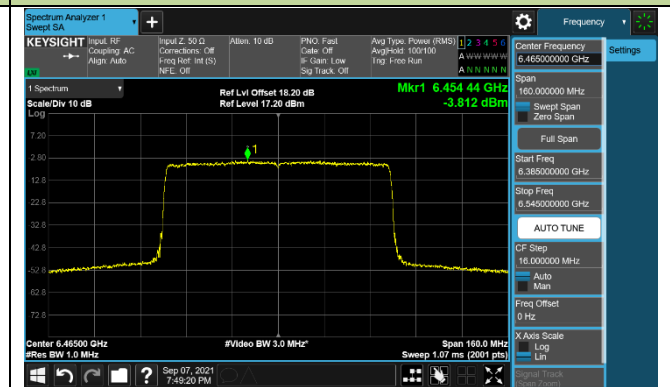 Spectrum Analyzer 1
Swept SA
Frequency
KEYSIGHT
Input: RF
Coupling: AC
Align: Auto
Input Z: 50 Ω
Corrections: Off
Freq Ref: Int (S)
NFE: Off
Atten: 10 dB
PNO: Fast
Gate: Off
IF Gain: Low
Sig Track: Off
Avg Type: Power (RMS)
Avg|Hold: 100/100
Trig: Free Run
1 2 3 4 5 6
A W W W W W
A N N N N N
LXI
1 Spectrum
Scale/Div 10 dB
Log
Ref Lvl Offset 18.20 dB
Ref Level 17.20 dBm
Mkr1 6.454 44 GHz
-3.812 dBm
1
7.20
-2.80
-12.8
-22.8
-32.8
-42.8
-52.8
-62.8
-72.8
Center 6.46500 GHz
#Res BW 1.0 MHz
#Video BW 3.0 MHz*
Span 160.0 MHz
Sweep 1.07 ms (2001 pts)
Center Frequency
6.465000000 GHz
Settings
Span
160.000000 MHz
Swept Span
Zero Span
Full Span
Start Freq
6.385000000 GHz
Stop Freq
6.545000000 GHz
AUTO TUNE
CF Step
16.000000 MHz
Auto
Man
Freq Offset
0 Hz
X Axis Scale
Log
Lin
Signal Track
(Span Zoom)
?
Sep 07, 2021
7:49:20 PM